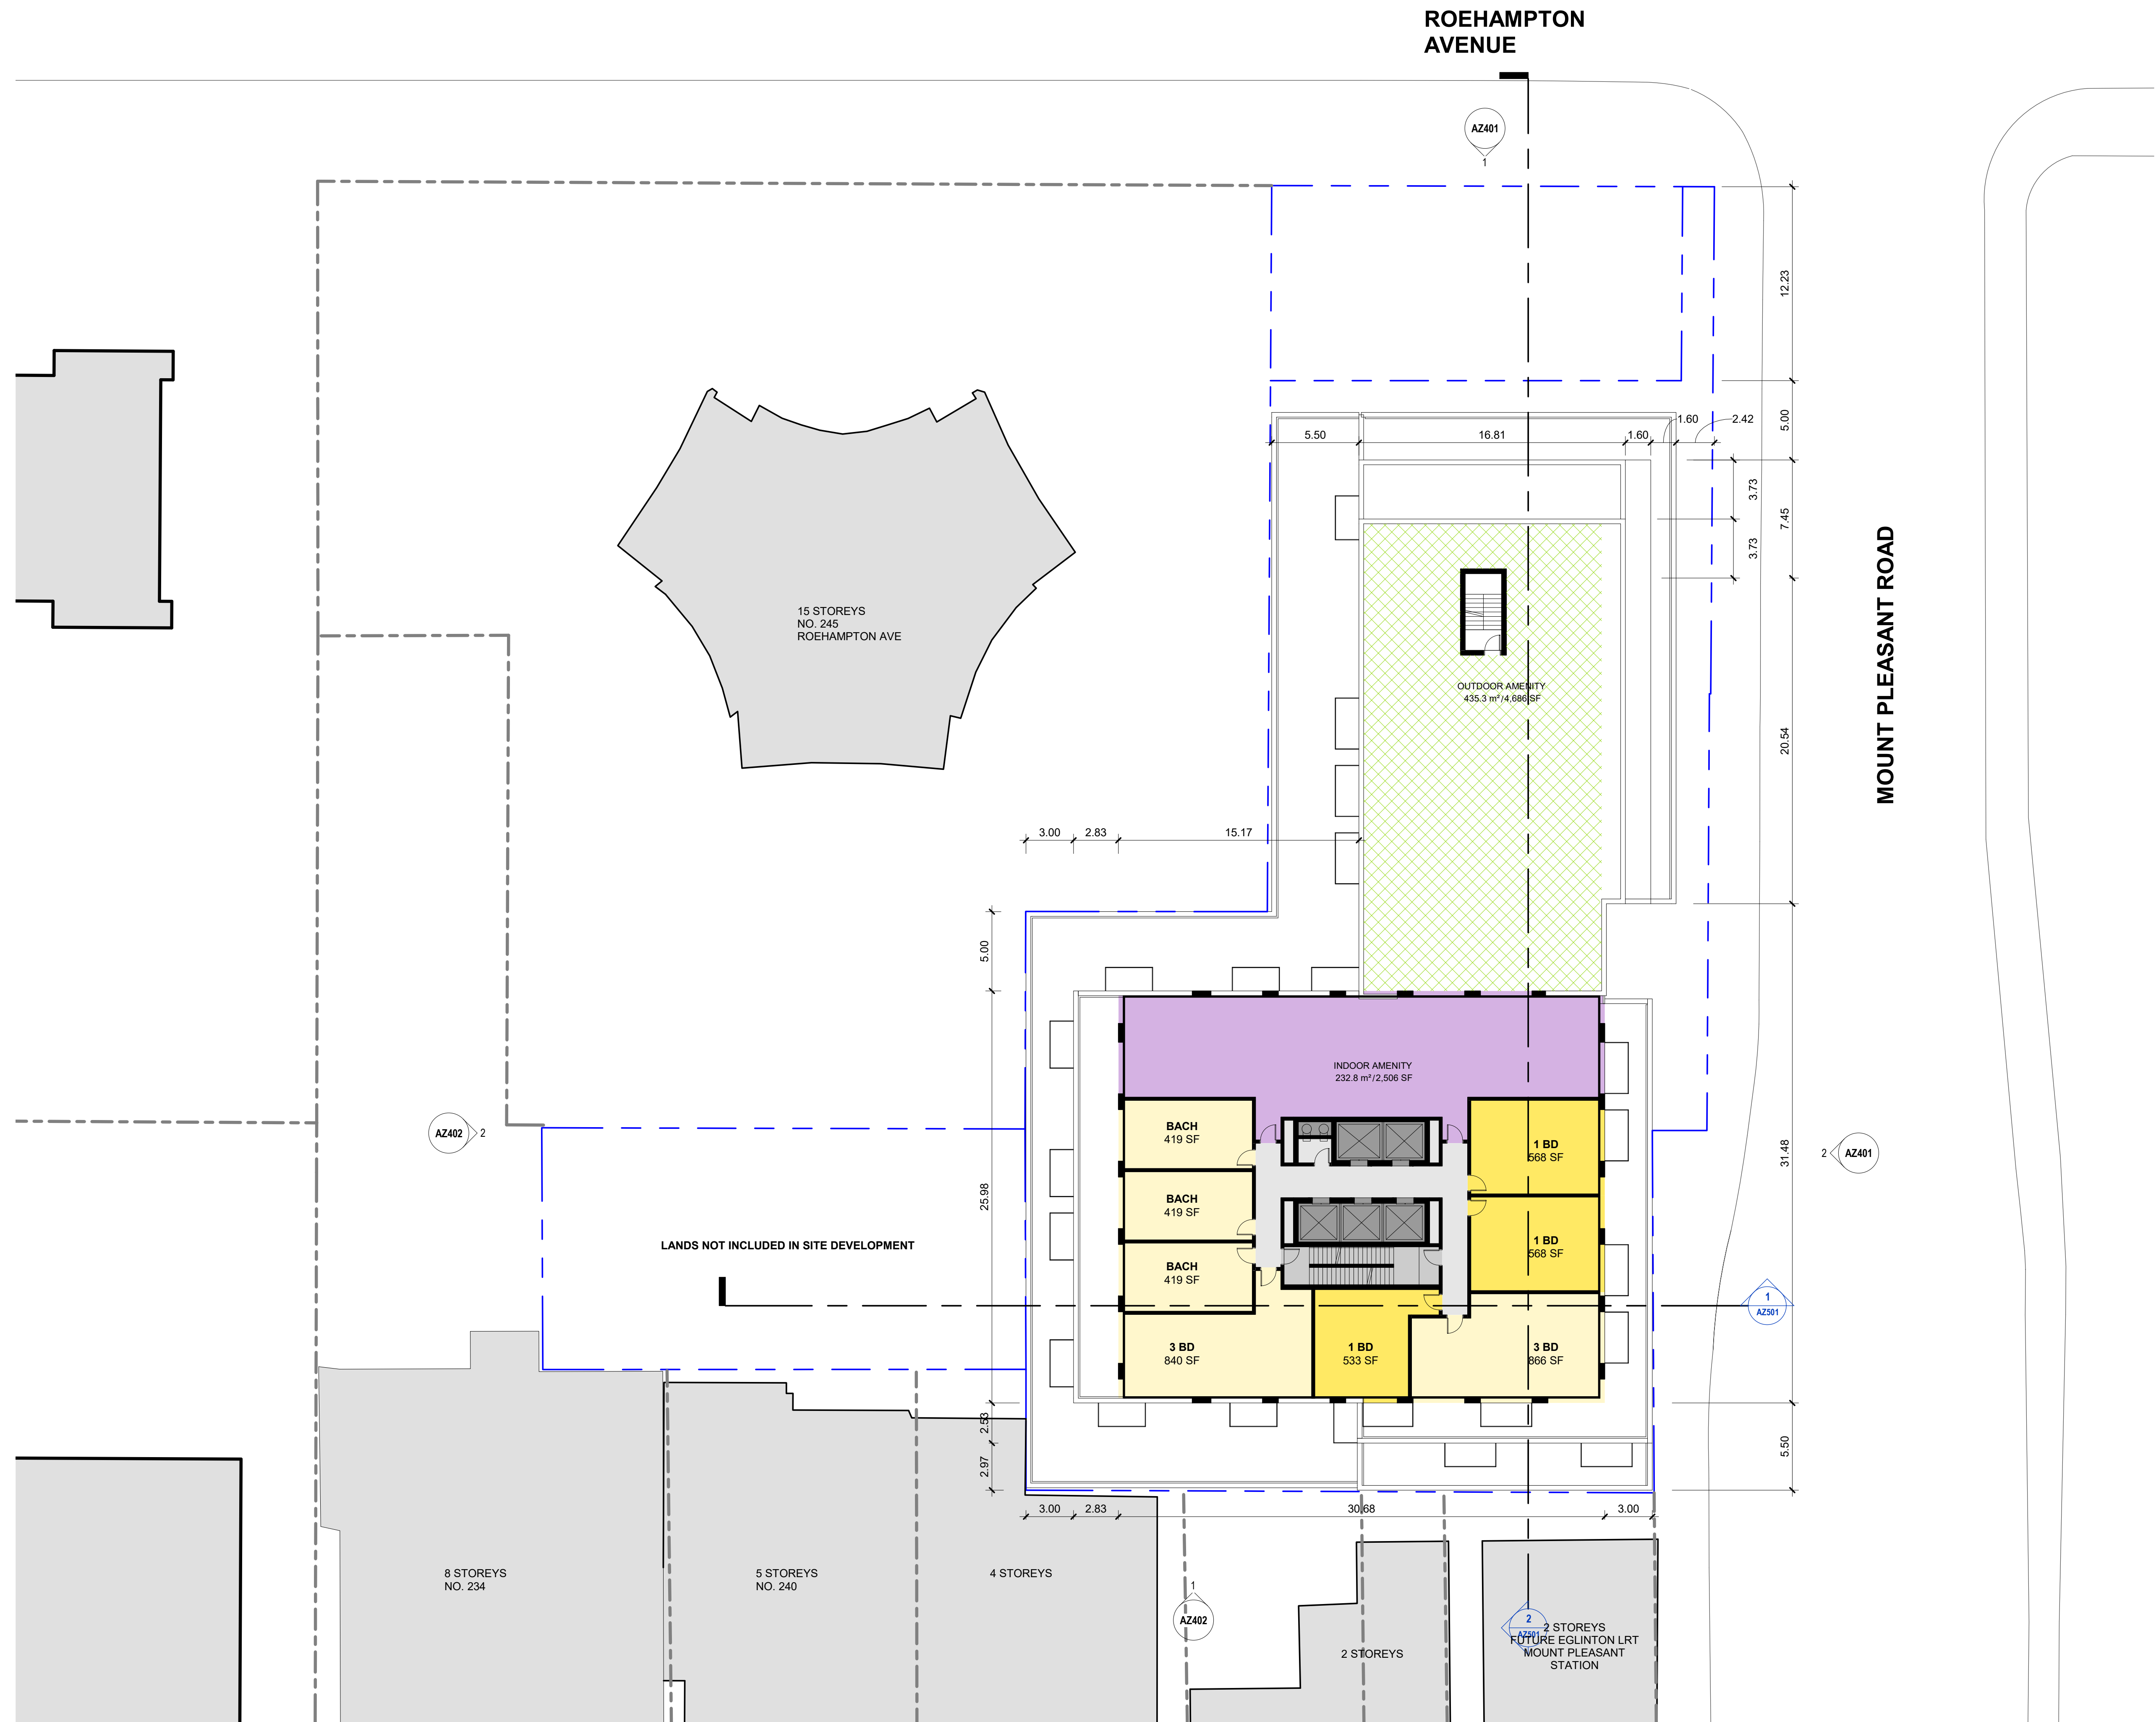 ROEHAMPTON
AVENUE
AZ401
1
12.23
5.00
1.60
2.42
5.50
16.81
1.60
3.73
7.45
3.73
MOUNT PLEASANT ROAD
15 STOREYS
NO. 245
ROEHAMPTON AVE
OUTDOOR AMENITY
435.3 m²/4,686 SF
20.54
3.00
2.83
15.17
5.00
INDOOR AMENITY
232.8 m²/2,506 SF
AZ402
2
BACH
419 SF
1 BD
568 SF
2
AZ401
31.48
25.98
BACH
419 SF
1 BD
568 SF
LANDS NOT INCLUDED IN SITE DEVELOPMENT
BACH
419 SF
1
AZ501
3 BD
840 SF
1 BD
533 SF
3 BD
866 SF
2.53
2.97
5.50
3.00
2.83
30.68
3.00
8 STOREYS
NO. 234
5 STOREYS
NO. 240
4 STOREYS
1
AZ402
2 STOREYS
2
AZ501
2 STOREYS
FUTURE EGLINTON LRT
MOUNT PLEASANT
STATION